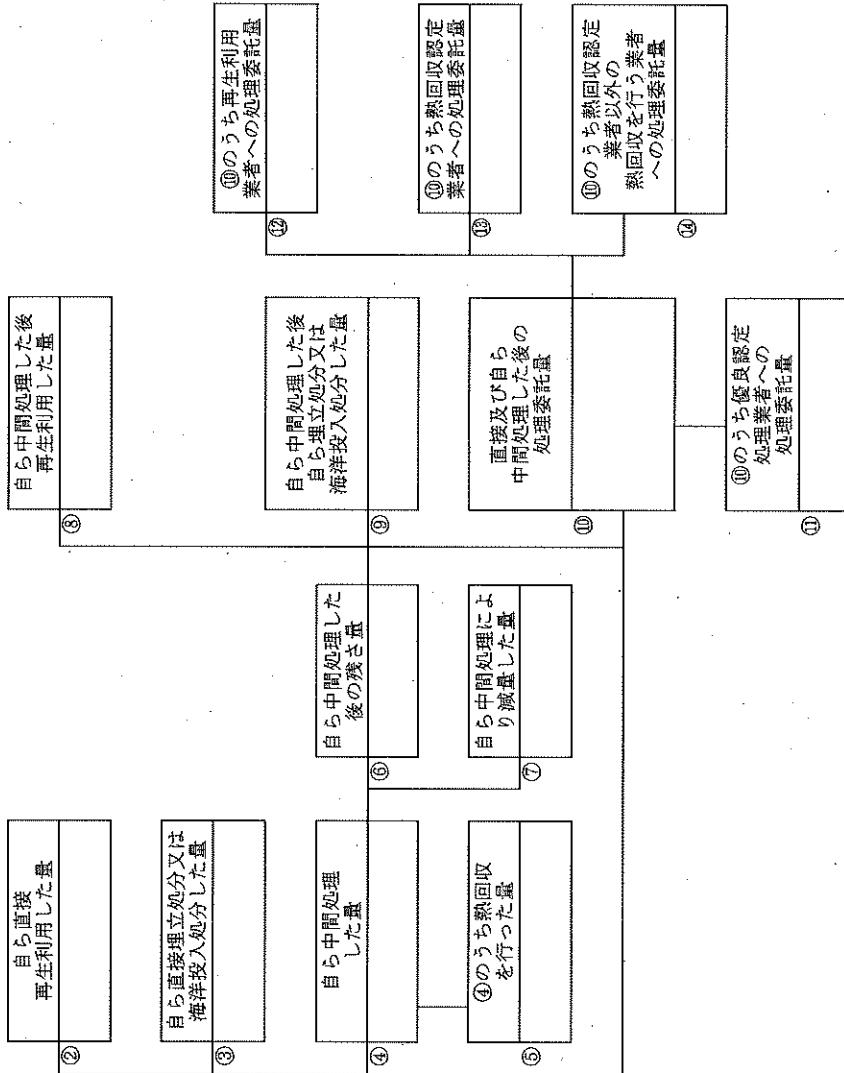 ②
自ら直接
再生利用した量
③
自ら直接埋立処分又は
海洋投入処分した量
④
自ら中間処理
した量
⑤
④のうち熱回収
を行った量
⑥
自ら中間処理した
後の残さ量
⑦
自ら中間処理によ
り減量した量
⑧
自ら中間処理した後
再生利用した量
⑨
自ら中間処理した後
自ら埋立処分又は
海洋投入処分した量
⑩
直接及び自ら
中間処理した後の
処理委託量
⑪
⑩のうち優良認定
処理業者への
処理委託量
⑫
⑩のうち再生利用
業者への処理委託量
⑬
⑩のうち熱回収認定
業者への処理委託量
⑭
⑩のうち熱回収認定
業者以外の
熱回収を行う業者
への処理委託量